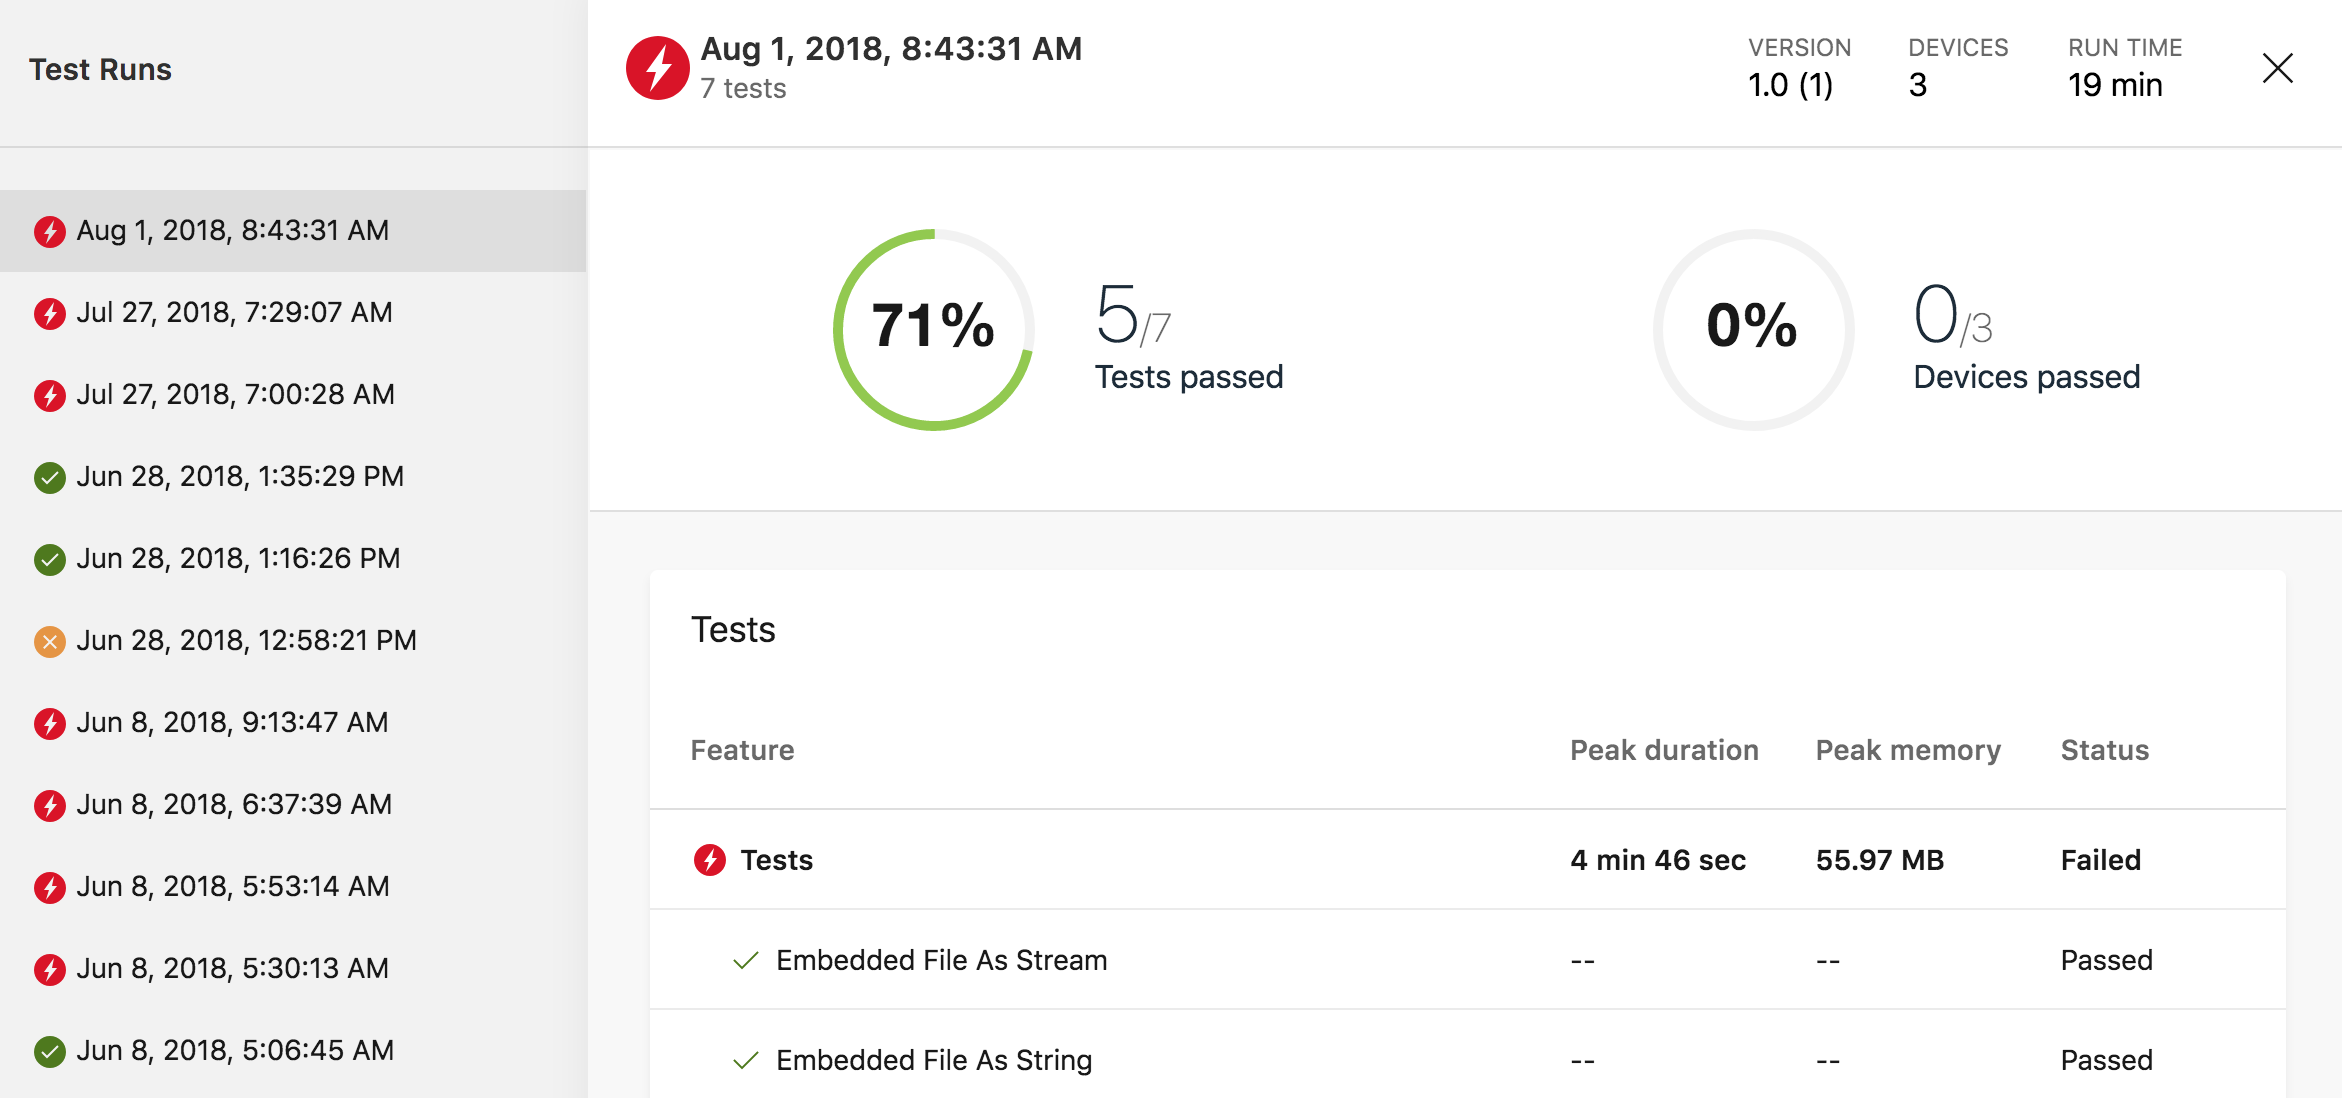 Test Runs
Aug 1, 2018, 8:43:31 AM
Jul 27, 2018, 7:29:07 AM
Jul 27, 2018, 7:00:28 AM
Jun 28, 2018, 1:35:29 PM
Jun 28, 2018, 1:16:26 PM
Jun 28, 2018, 12:58:21 PM
Jun 8, 2018, 9:13:47 AM
Jun 8, 2018, 6:37:39 AM
Jun 8, 2018, 5:53:14 AM
Jun 8, 2018, 5:30:13 AM
Jun 8, 2018, 5:06:45 AM
Aug 1, 2018, 8:43:31 AM
7 tests
VERSION DEVICES RUN TIME
1.0 (1) 3 19 min
71%
5/7
Tests passed
0%
0/3
Devices passed
Tests
Feature Peak duration Peak memory Status
Tests 4 min 46 sec 55.97 MB Failed
Embedded File As Stream -- -- Passed
Embedded File As String -- -- Passed